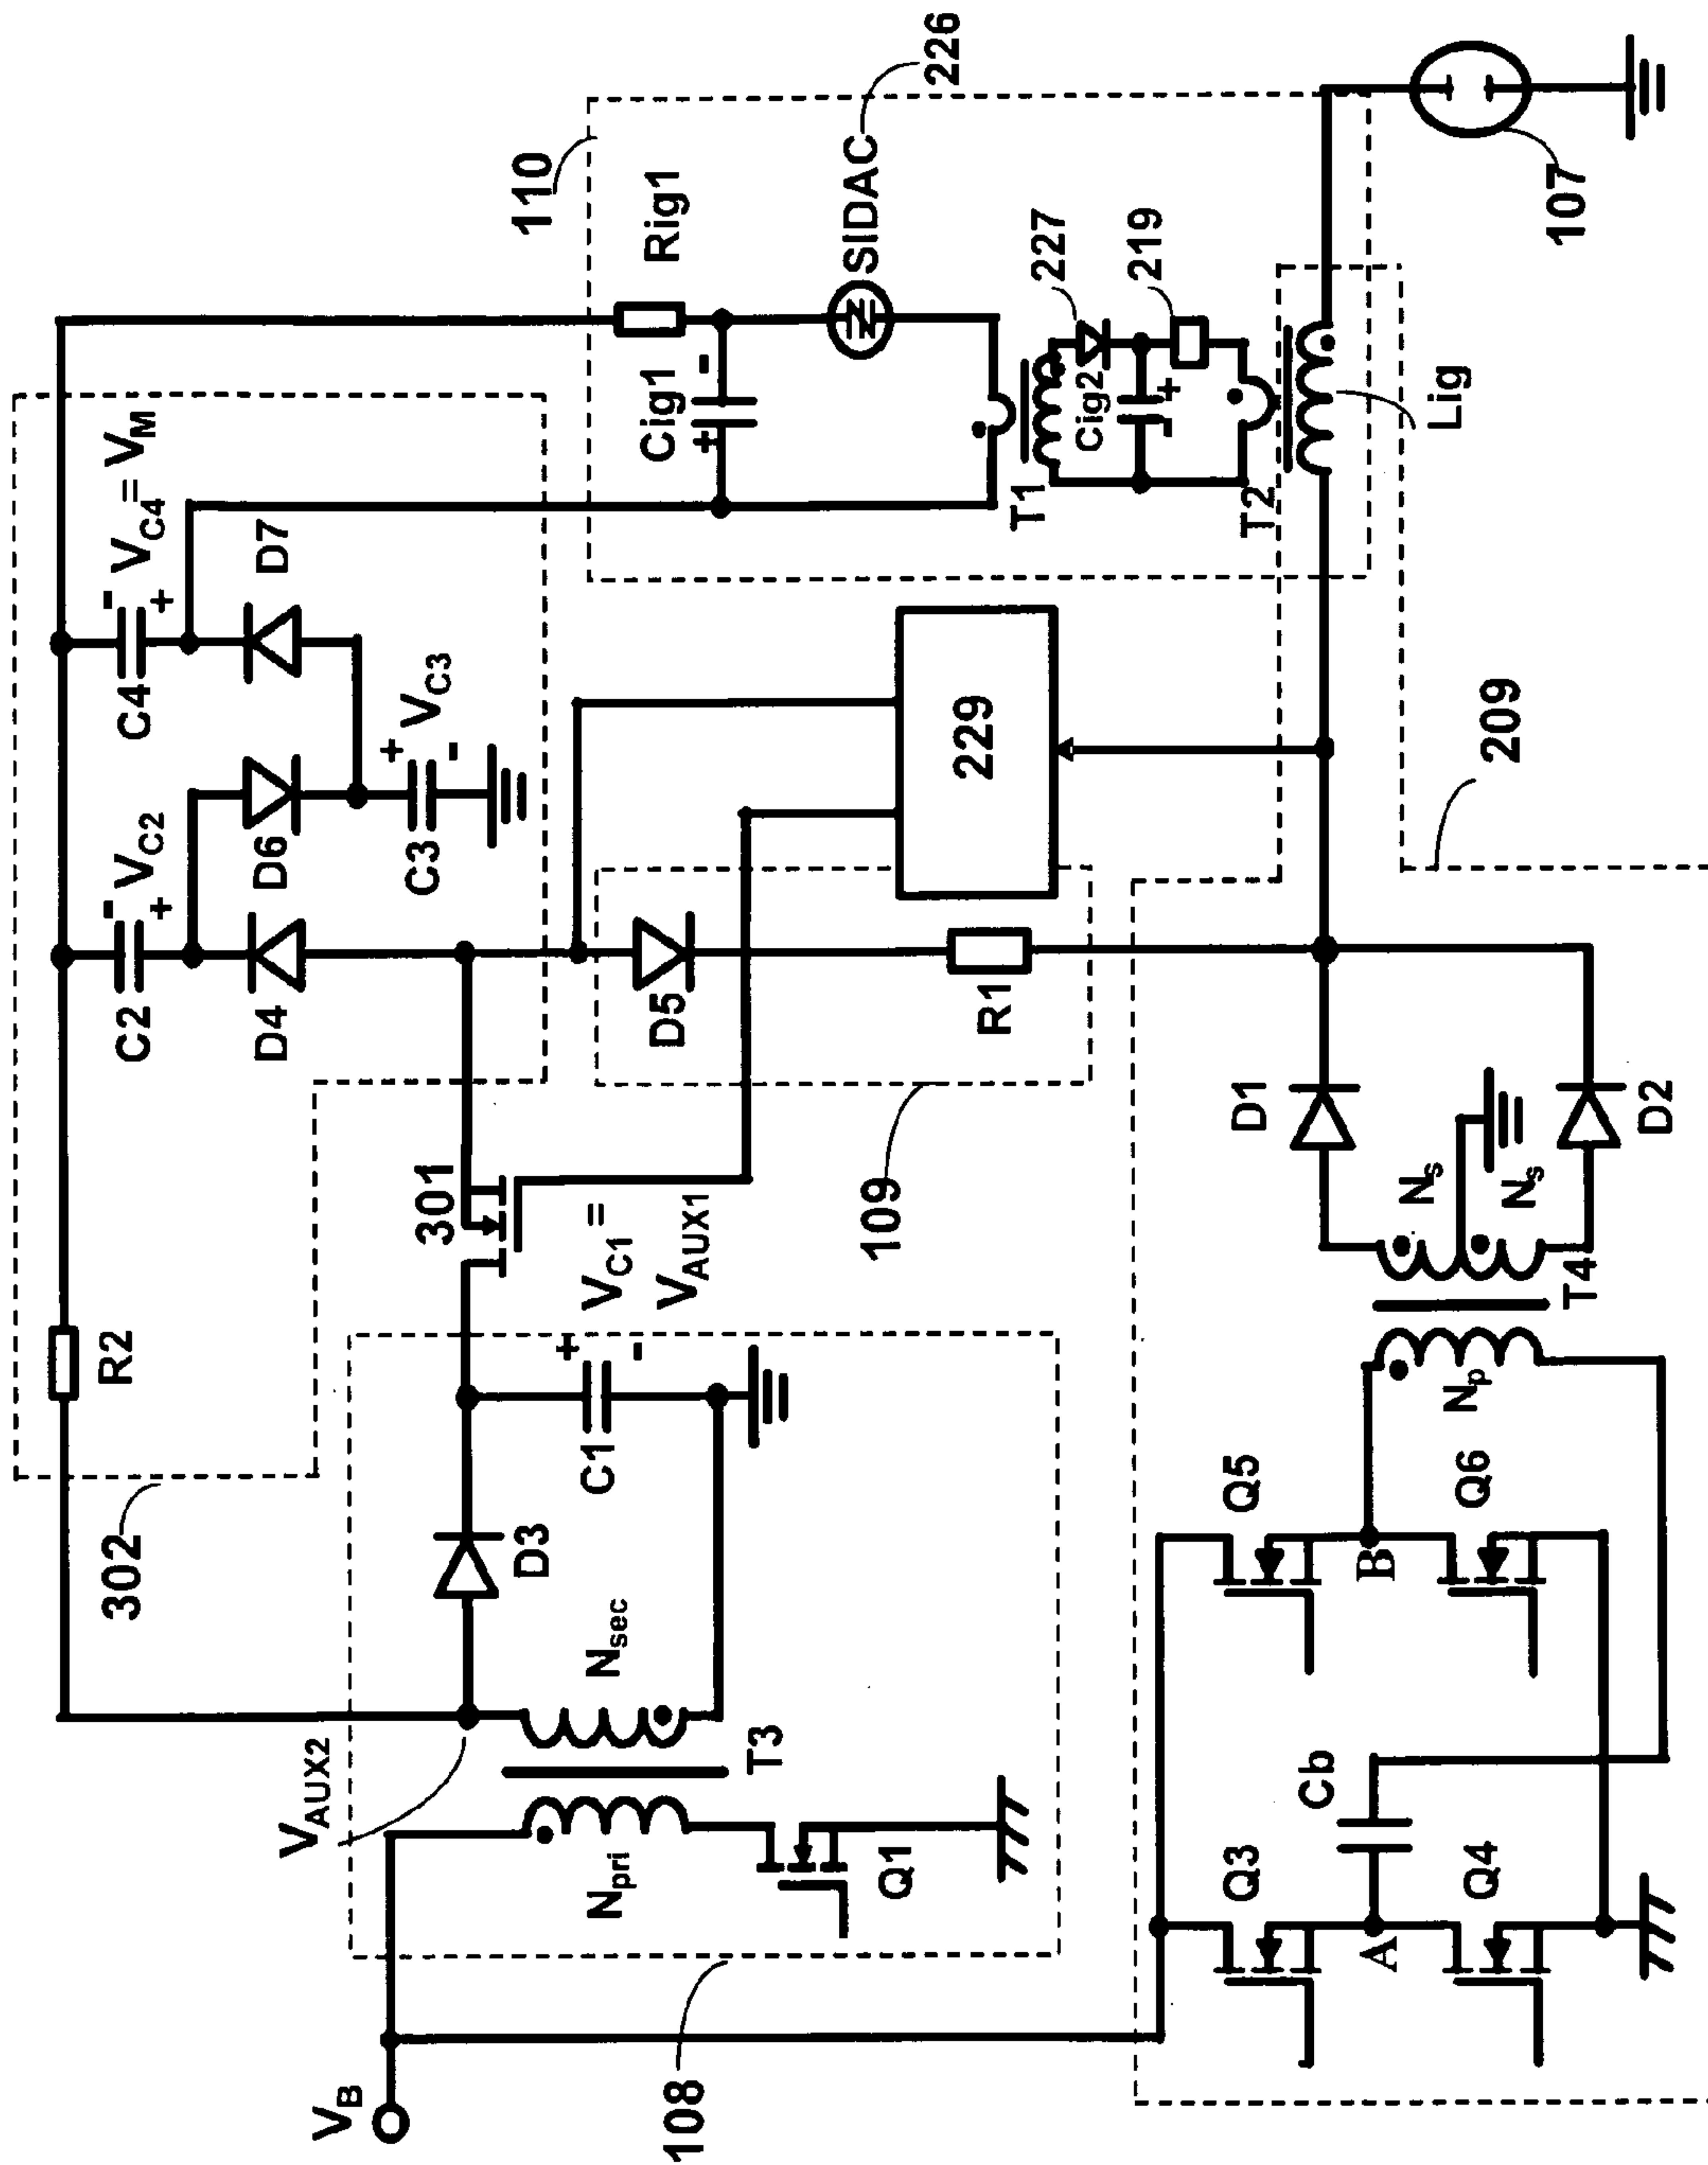 302
R2
C2
VC2
-
+
C4
VC4= VM
-
+
D4
D6
D7
C3
VC3
+
-
110
Rig1
Cig1
+
-
SIDAC
226
VAUX2
Npri
Nsec
T3
Q1
D3
C1
+
-
VC1 =
VAUX1
301
VB
108
109
D5
R1
229
T1
227
Cig2
-
+
219
T2
Lig
107
209
Q3
Q4
A
Cb
Q5
Q6
B
Np
T4
Ns
Ns
D1
D2